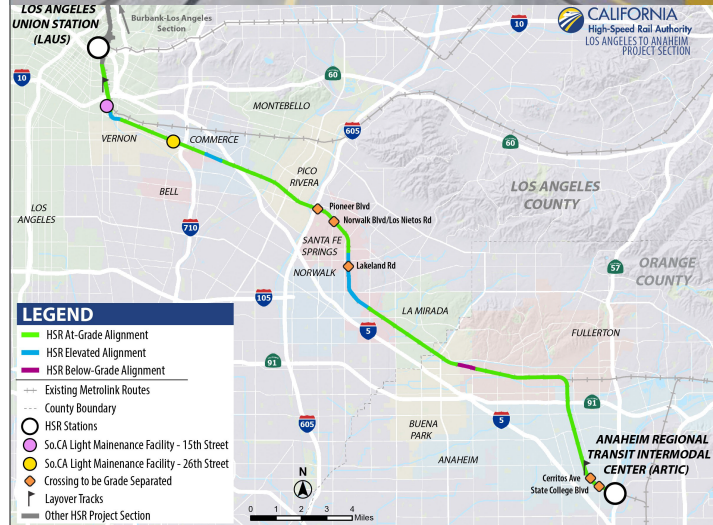 LOS ANGELES
UNION STATION
(LAUS)
Burbank-Los Angeles
Section
10
CALIFORNIA
High-Speed Rail Authority
LOS ANGELES TO ANAHEIM
PROJECT SECTION
10
60
MONTEBELLO
605
60
VERNON
COMMERCE
PICO
RIVERA
BELL
LOS ANGELES
COUNTY
LOS
ANGELES
Pioneer Blvd
Norwalk Blvd/Los Nietos Rd
710
SANTA FE
SPRINGS
NORWALK
Lakeland Rd
57
ORANGE
COUNTY
105
LA MIRADA
5
FULLERTON
91
91
605
5
BUENA
PARK
ANAHEIM
ANAHEIM REGIONAL
TRANSIT INTERMODAL
CENTER (ARTIC)
Cerritos Ave
State College Blvd
LEGEND
HSR At-Grade Alignment
HSR Elevated Alignment
HSR Below-Grade Alignment
Existing Metrolink Routes
County Boundary
HSR Stations
So.CA Light Mainenance Facility - 15th Street
So.CA Light Mainenance Facility - 26th Street
Crossing to be Grade Separated
Layover Tracks
Other HSR Project Section
N
0 1 2 3 4
Miles